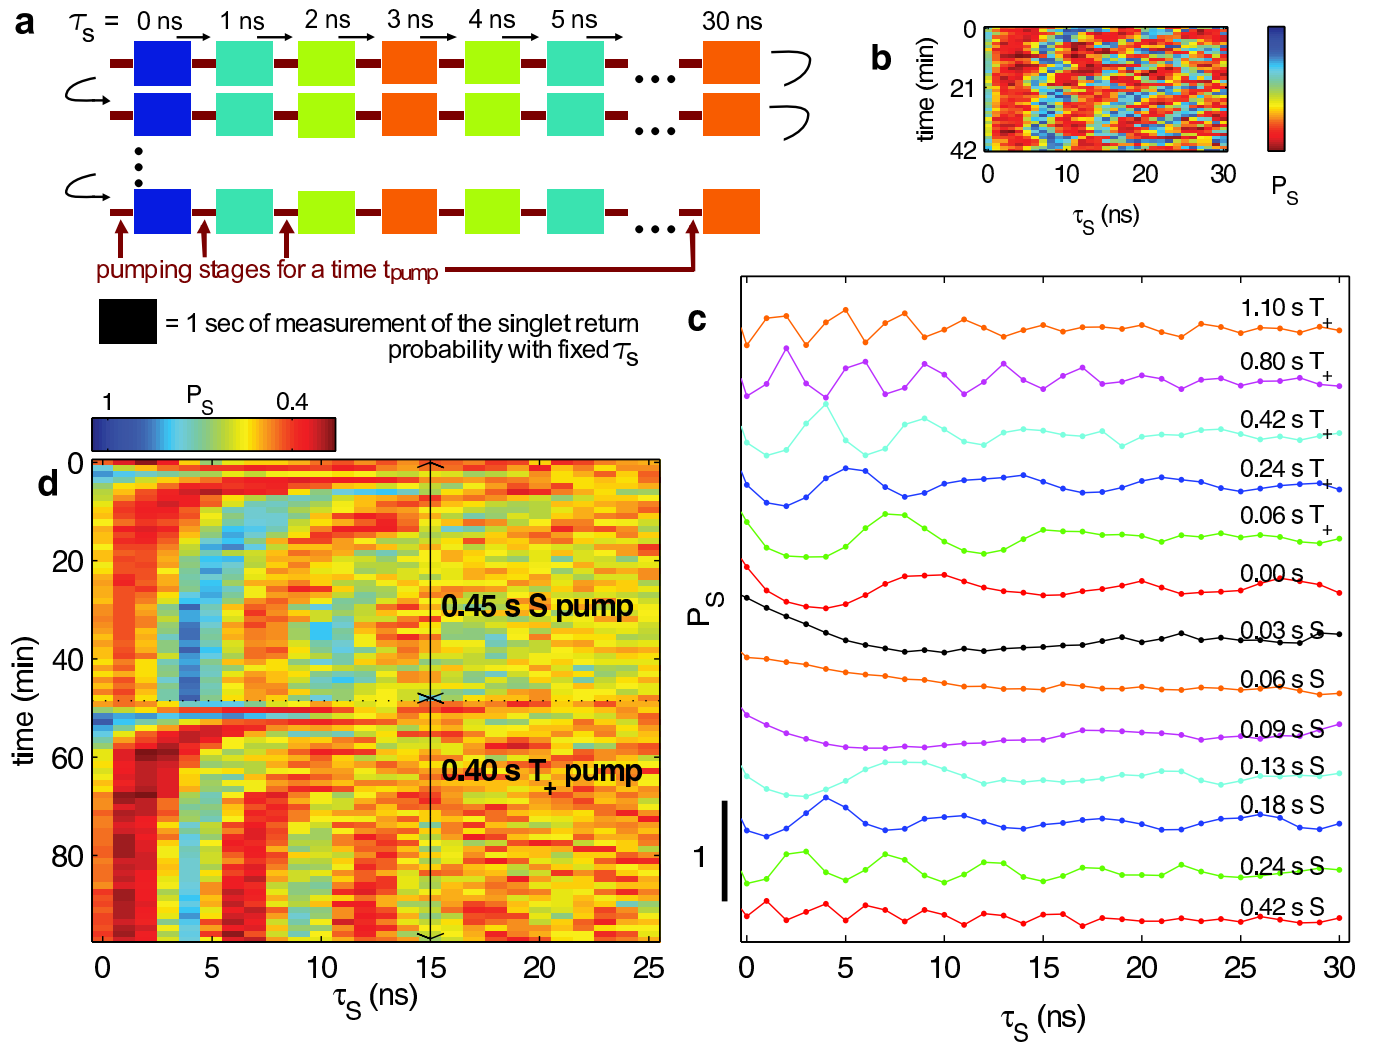 a
τS = 0 ns 1 ns 2 ns 3 ns 4 ns 5 ns 30 ns
pumping stages for a time tpump
= 1 sec of measurement of the singlet return
probability with fixed τS
b
0
21
42
time (min)
0 10 20 30
τS (ns)
PS
c
1.10 s T+
0.80 s T+
0.42 s T+
0.24 s T+
0.06 s T+
0.00 s
0.03 s S
0.06 s S
0.09 s S
0.13 s S
0.18 s S
0.24 s S
0.42 s S
PS
1
0 5 10 15 20 25 30
τS (ns)
1 PS 0.4
d
0
20
40
60
80
time (min)
0.45 s S pump
0.40 s T+ pump
0 5 10 15 20 25
τS (ns)